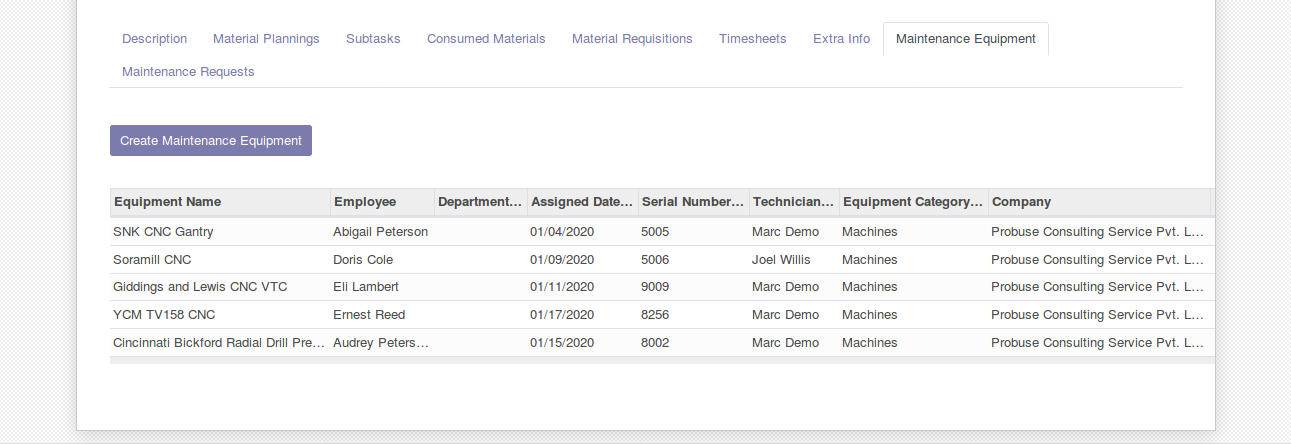 Description Material Plannings Subtasks Consumed Materials Material Requisitions Timesheets Extra Info Maintenance Equipment
Maintenance Requests
Create Maintenance Equipment
Equipment Name Employee Department... Assigned Date... Serial Number... Technician... Equipment Category... Company
SNK CNC Gantry Abigail Peterson 01/04/2020 5005 Marc Demo Machines Probuse Consulting Service Pvt. L...
Soramill CNC Doris Cole 01/09/2020 5006 Joel Willis Machines Probuse Consulting Service Pvt. L...
Giddings and Lewis CNC VTC Eli Lambert 01/11/2020 9009 Marc Demo Machines Probuse Consulting Service Pvt. L...
YCM TV158 CNC Ernest Reed 01/17/2020 8256 Marc Demo Machines Probuse Consulting Service Pvt. L...
Cincinnati Bickford Radial Drill Pre... Audrey Peters... 01/15/2020 8002 Marc Demo Machines Probuse Consulting Service Pvt. L...